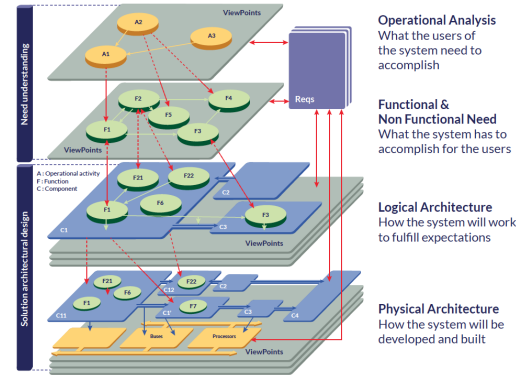 Need understanding
Solution architectural design
ViewPoints
A2
A1
A3
Reqs
F2
F4
F5
F1
F3
ViewPoints
A : Operational activity
F : Function
C : Component
F21
F22
C2
F1
F6
F3
C1
C3
ViewPoints
F21
F6
F1
C11
F22
C12
C2
F7
C1'
C3
C4
Bases
Processors
ViewPoints
Operational Analysis
What the users of
the system need to
accomplish
Functional &
Non Functional Need
What the system has to
accomplish for the users
Logical Architecture
How the system will work
to fulfill expectations
Physical Architecture
How the system will be
developed and built